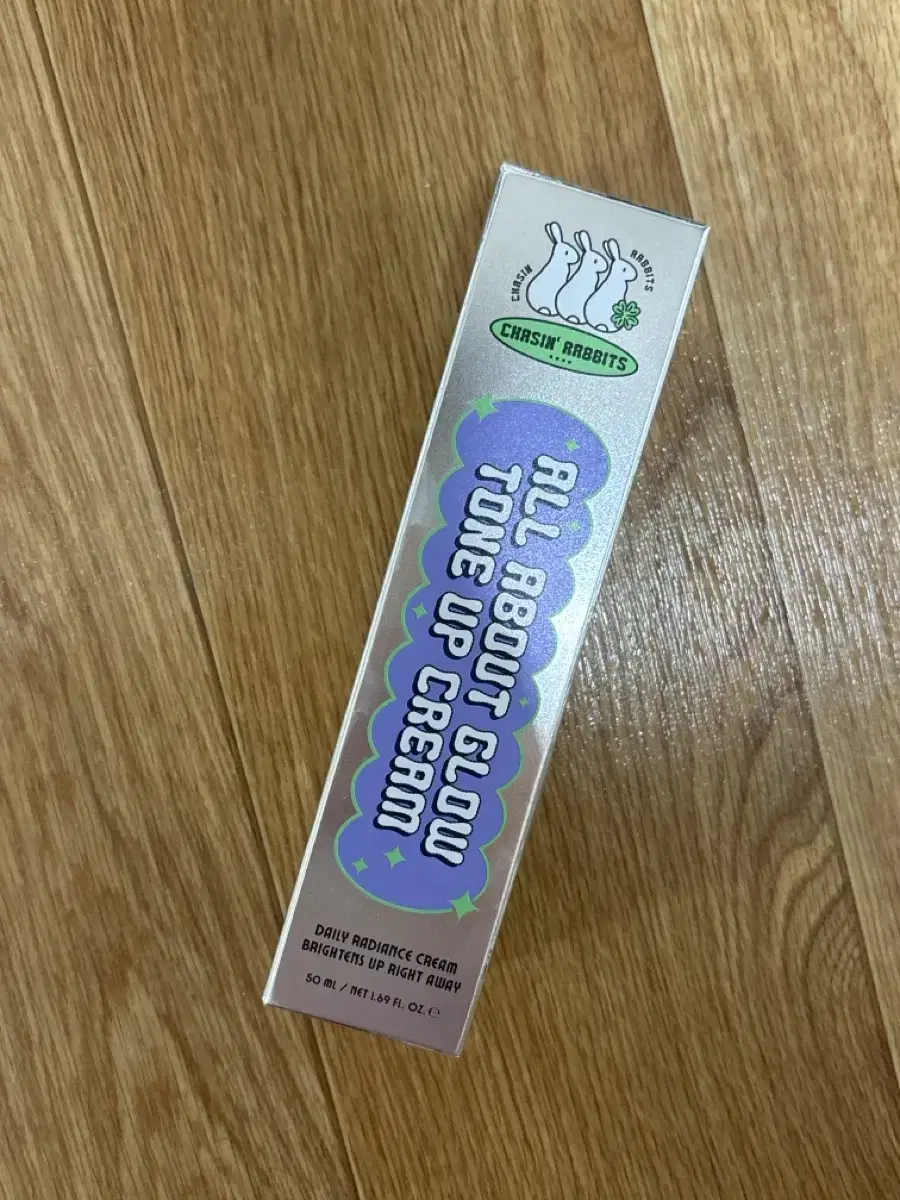 CHASIN RABBITS
CHASIN' RABBITS
ALL ABOUT GLOW
TONE UP CREAM
DAILY RADIANCE CREAM
BRIGHTENS UP RIGHT AWAY
50 ML / NET 1.69 FL. OZ. ℮